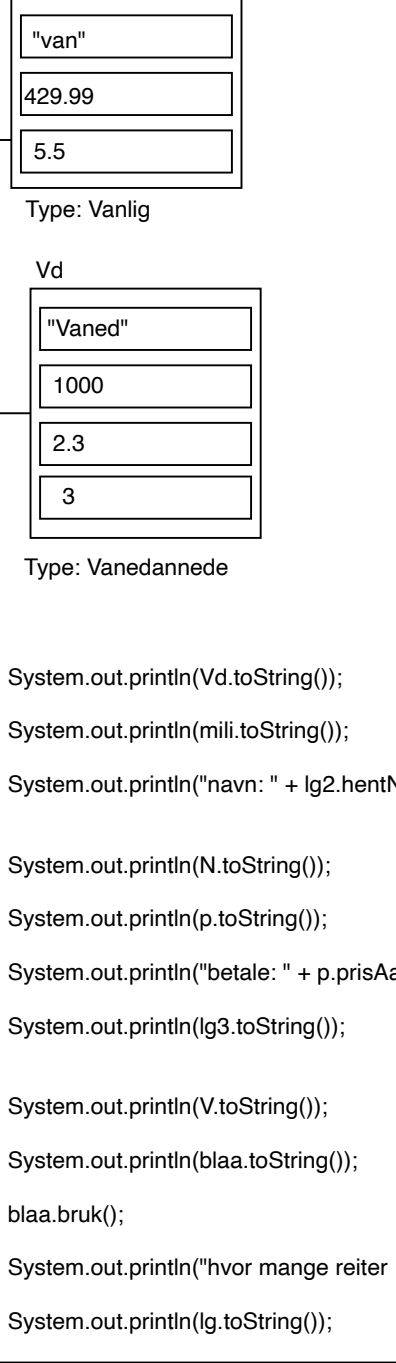 "van"
429.99
5.5
Type: Vanlig
Vd
"Vaned"
1000
2.3
3
Type: Vanedannede
System.out.println(Vd.toString());
System.out.println(mili.toString());
System.out.println("navn: " + lg2.hentN
System.out.println(N.toString());
System.out.println(p.toString());
System.out.println("betale: " + p.prisAa
System.out.println(lg3.toString());
System.out.println(V.toString());
System.out.println(blaa.toString());
blaa.bruk();
System.out.println("hvor mange reiter
System.out.println(lg.toString());